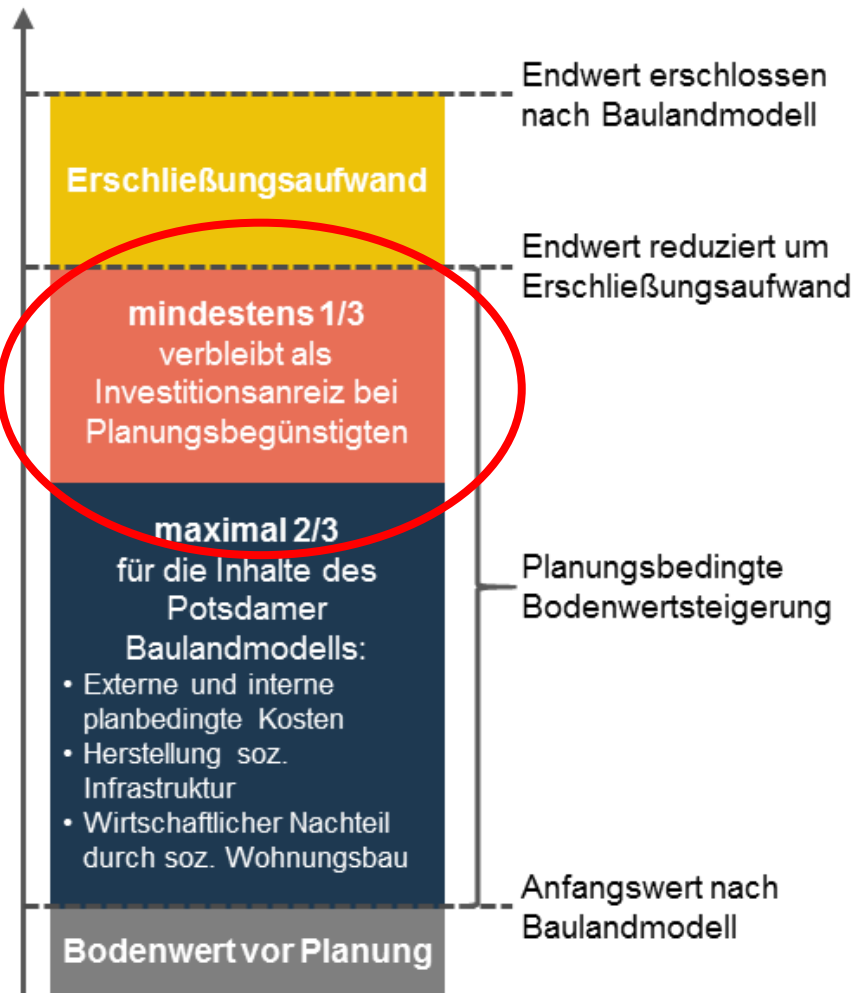 Endwert erschlossen
nach Baulandmodell
Erschließungsaufwand
Endwert reduziert um
Erschließungsaufwand
mindestens 1/3
verbleibt als
Investitionsanreiz bei
Planungsbegünstigten
maximal 2/3
für die Inhalte des
Potsdamer
Baulandmodells:
• Externe und interne
planbedingte Kosten
• Herstellung soz.
Infrastruktur
• Wirtschaftlicher Nachteil
durch soz. Wohnungsbau
Planungsbedingte
Bodenwertsteigerung
Anfangswert nach
Baulandmodell
Bodenwert vor Planung